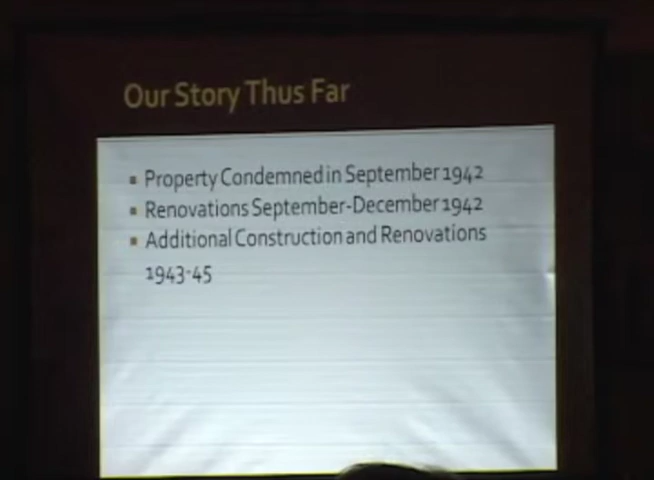 Our Story Thus Far
▪ Property Condemned in September 1942
▪ Renovations September-December 1942
▪ Additional Construction and Renovations
1943-45